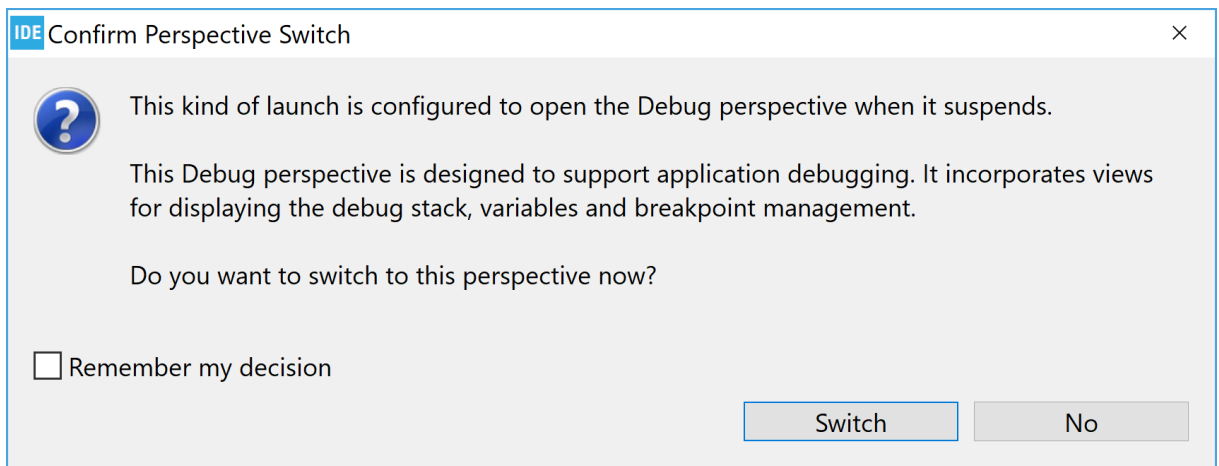 IDE Confirm Perspective Switch
This kind of launch is configured to open the Debug perspective when it suspends.
This Debug perspective is designed to support application debugging. It incorporates views
for displaying the debug stack, variables and breakpoint management.
Do you want to switch to this perspective now?
Remember my decision
Switch No